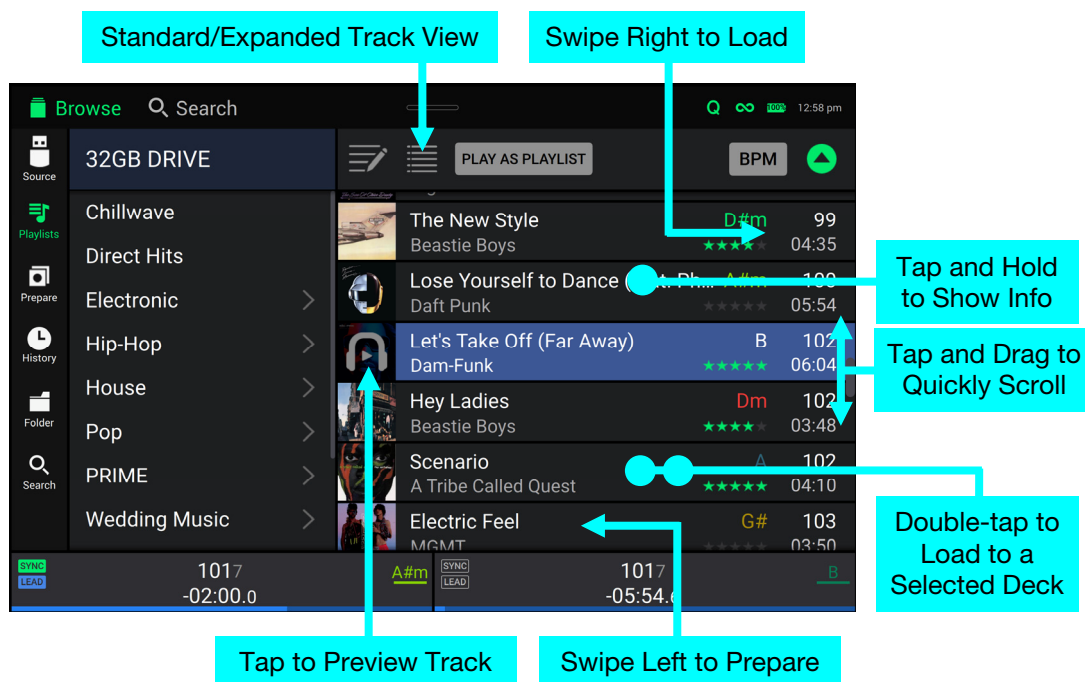 Standard/Expanded Track View
Swipe Right to Load
Browse
Search
Q
100%
12:58 pm
Source
32GB DRIVE
PLAY AS PLAYLIST
BPM
Playlists
Prepare
History
Folder
Search
Chillwave
Direct Hits
Electronic
Hip-Hop
House
Pop
PRIME
Wedding Music
The New Style
D#m
99
Beastie Boys
04:35
Lose Yourself to Dance
A#m
Daft Punk
05:54
Let's Take Off (Far Away)
B
102
Dam-Funk
06:04
Hey Ladies
Dm
102
Beastie Boys
03:48
Scenario
A
102
A Tribe Called Quest
04:10
Electric Feel
G#
103
MGMT
03:50
Tap and Hold
to Show Info
Tap and Drag to
Quickly Scroll
Double-tap to
Load to a
Selected Deck
SYNC
LEAD
1017
-02:00.0
A#m
SYNC
LEAD
1017
-05:54.
B
Tap to Preview Track
Swipe Left to Prepare